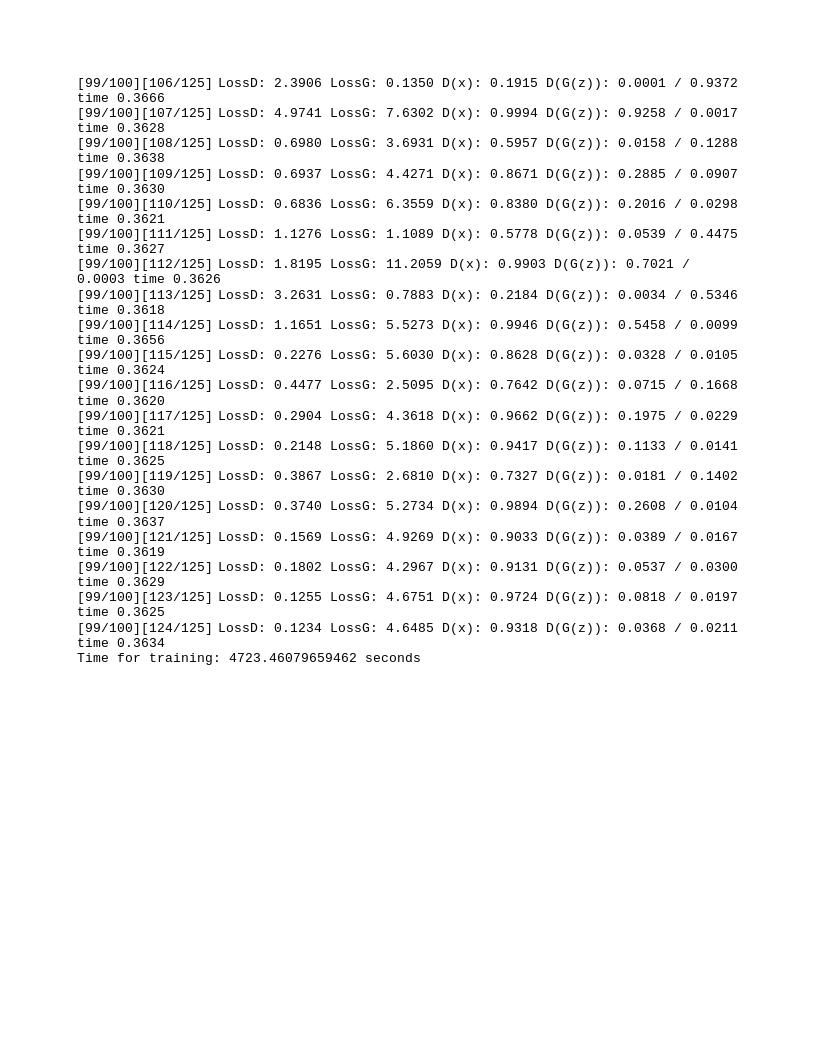 [99/100][106/125] LossD: 2.3906 LossG: 0.1350 D(x): 0.1915 D(G(z)): 0.0001 / 0.9372
time 0.3666
[99/100][107/125] LossD: 4.9741 LossG: 7.6302 D(x): 0.9994 D(G(z)): 0.9258 / 0.0017
time 0.3628
[99/100][108/125] LossD: 0.6980 LossG: 3.6931 D(x): 0.5957 D(G(z)): 0.0158 / 0.1288
time 0.3638
[99/100][109/125] LossD: 0.6937 LossG: 4.4271 D(x): 0.8671 D(G(z)): 0.2885 / 0.0907
time 0.3630
[99/100][110/125] LossD: 0.6836 LossG: 6.3559 D(x): 0.8380 D(G(z)): 0.2016 / 0.0298
time 0.3621
[99/100][111/125] LossD: 1.1276 LossG: 1.1089 D(x): 0.5778 D(G(z)): 0.0539 / 0.4475
time 0.3627
[99/100][112/125] LossD: 1.8195 LossG: 11.2059 D(x): 0.9903 D(G(z)): 0.7021 /
0.0003 time 0.3626
[99/100][113/125] LossD: 3.2631 LossG: 0.7883 D(x): 0.2184 D(G(z)): 0.0034 / 0.5346
time 0.3618
[99/100][114/125] LossD: 1.1651 LossG: 5.5273 D(x): 0.9946 D(G(z)): 0.5458 / 0.0099
time 0.3656
[99/100][115/125] LossD: 0.2276 LossG: 5.6030 D(x): 0.8628 D(G(z)): 0.0328 / 0.0105
time 0.3624
[99/100][116/125] LossD: 0.4477 LossG: 2.5095 D(x): 0.7642 D(G(z)): 0.0715 / 0.1668
time 0.3620
[99/100][117/125] LossD: 0.2904 LossG: 4.3618 D(x): 0.9662 D(G(z)): 0.1975 / 0.0229
time 0.3621
[99/100][118/125] LossD: 0.2148 LossG: 5.1860 D(x): 0.9417 D(G(z)): 0.1133 / 0.0141
time 0.3625
[99/100][119/125] LossD: 0.3867 LossG: 2.6810 D(x): 0.7327 D(G(z)): 0.0181 / 0.1402
time 0.3630
[99/100][120/125] LossD: 0.3740 LossG: 5.2734 D(x): 0.9894 D(G(z)): 0.2608 / 0.0104
time 0.3637
[99/100][121/125] LossD: 0.1569 LossG: 4.9269 D(x): 0.9033 D(G(z)): 0.0389 / 0.0167
time 0.3619
[99/100][122/125] LossD: 0.1802 LossG: 4.2967 D(x): 0.9131 D(G(z)): 0.0537 / 0.0300
time 0.3629
[99/100][123/125] LossD: 0.1255 LossG: 4.6751 D(x): 0.9724 D(G(z)): 0.0818 / 0.0197
time 0.3625
[99/100][124/125] LossD: 0.1234 LossG: 4.6485 D(x): 0.9318 D(G(z)): 0.0368 / 0.0211
time 0.3634
Time for training: 4723.46079659462 seconds